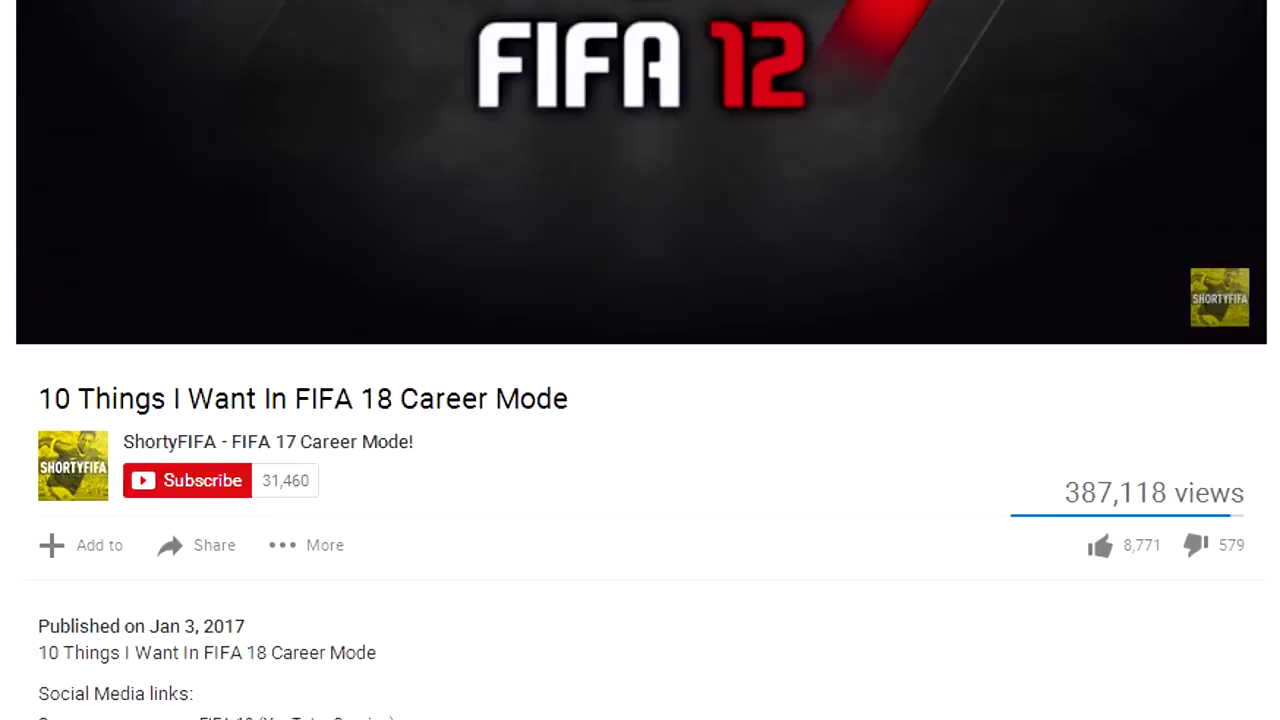 FIFA 12
SHORTYFIFA
10 Things I Want In FIFA 18 Career Mode
SHORTYFIFA
ShortyFIFA - FIFA 17 Career Mode!
Subscribe 31,460
387,118 views
Add to Share More 8,771 579
Published on Jan 3, 2017
10 Things I Want In FIFA 18 Career Mode
Social Media links: